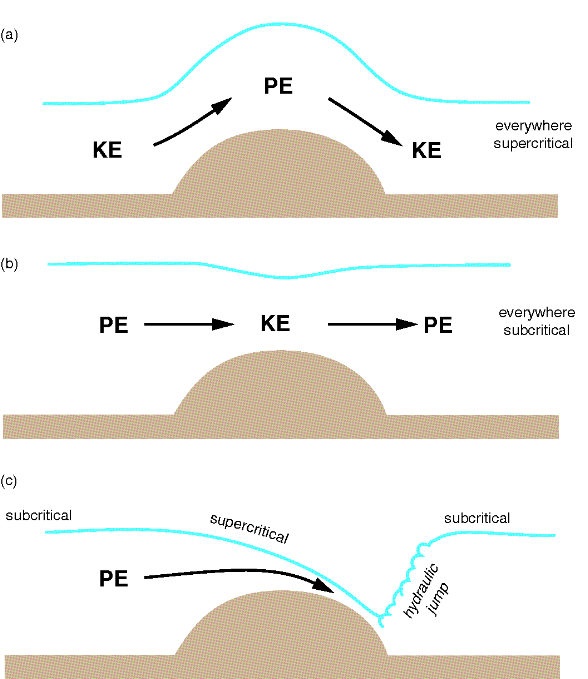 (a)
PE
KE
KE
everywhere
supercritical
(b)
PE
KE
PE
everywhere
subcritical
(c)
subcritical
supercritical
subcritical
PE
hydraulic
jump